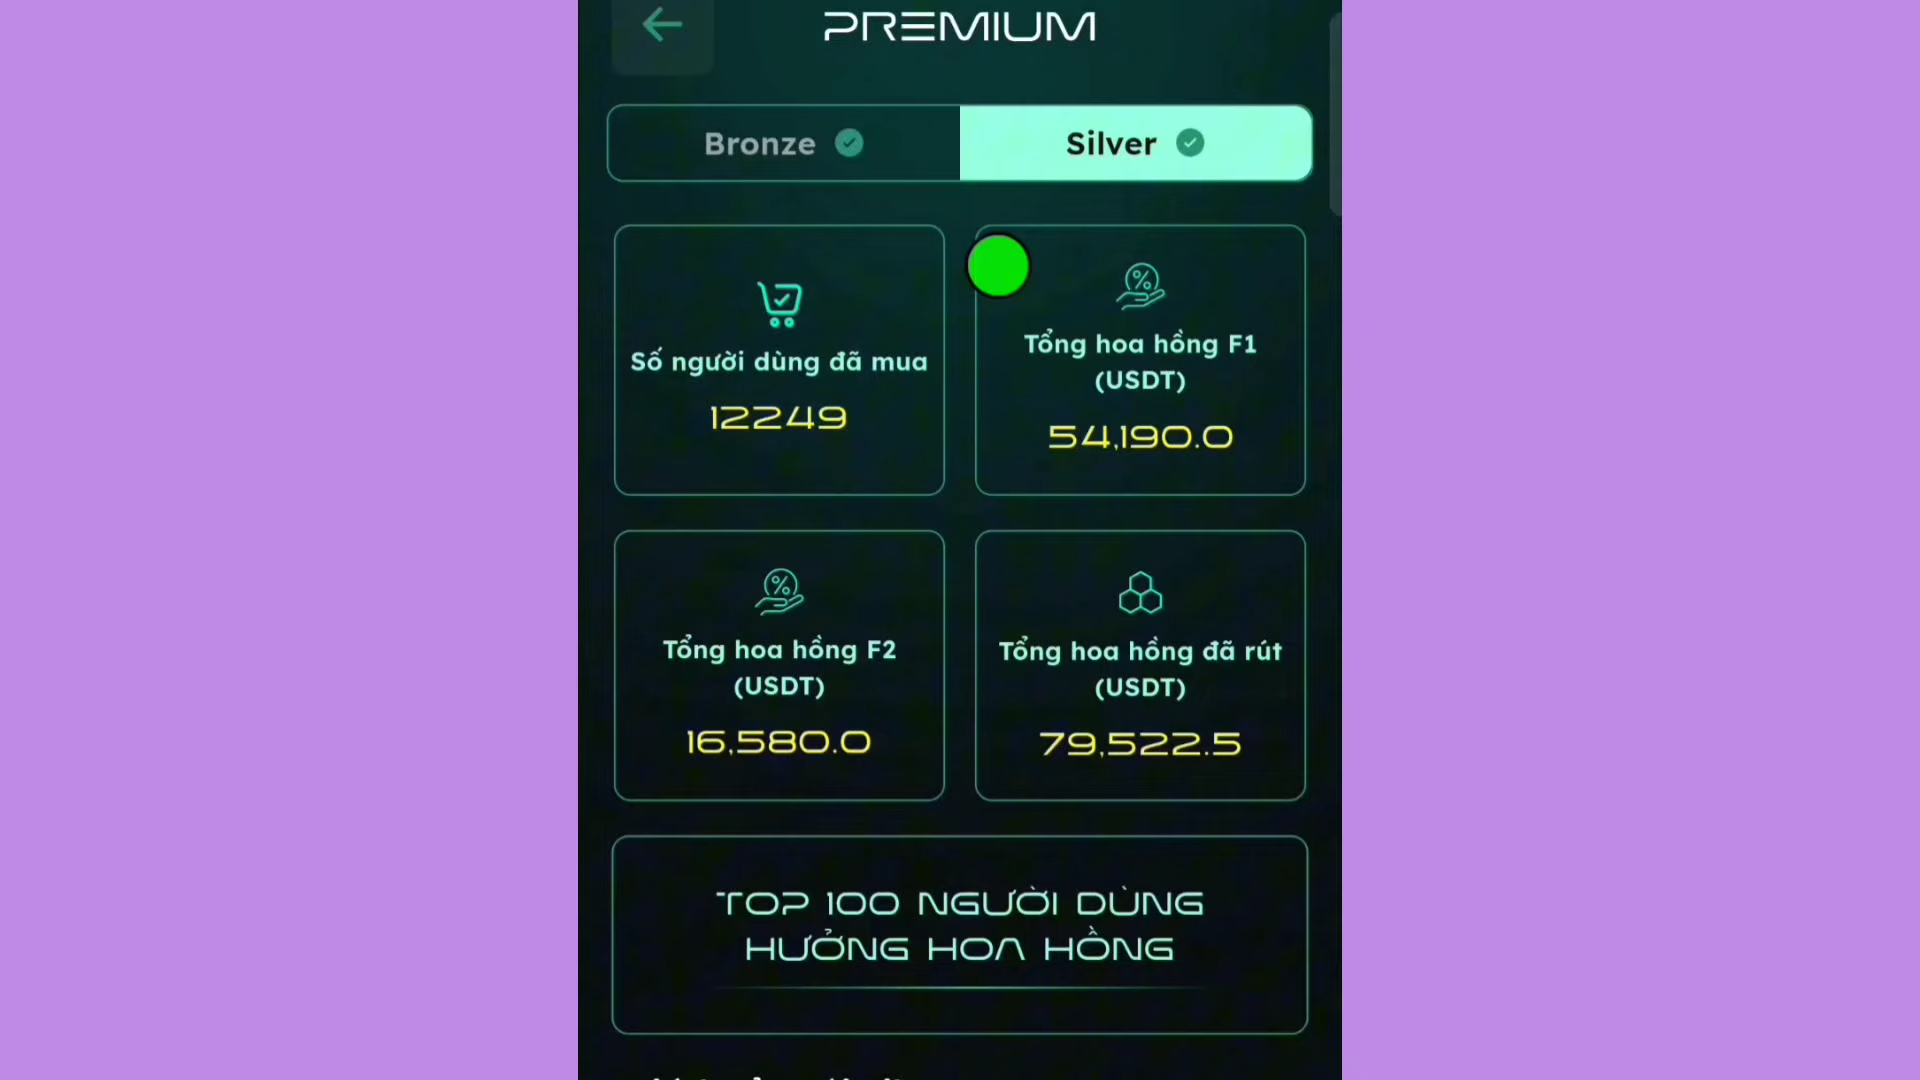 PREMIUM
Bronze
Silver
Số người dùng đã mua
12249
Tổng hoa hồng F1
(USDT)
54,190.0
Tổng hoa hồng F2
(USDT)
16,580.0
Tổng hoa hồng đã rút
(USDT)
79,522.5
TOP 100 NGƯỜI DÙNG
HƯỞNG HOA HỒNG